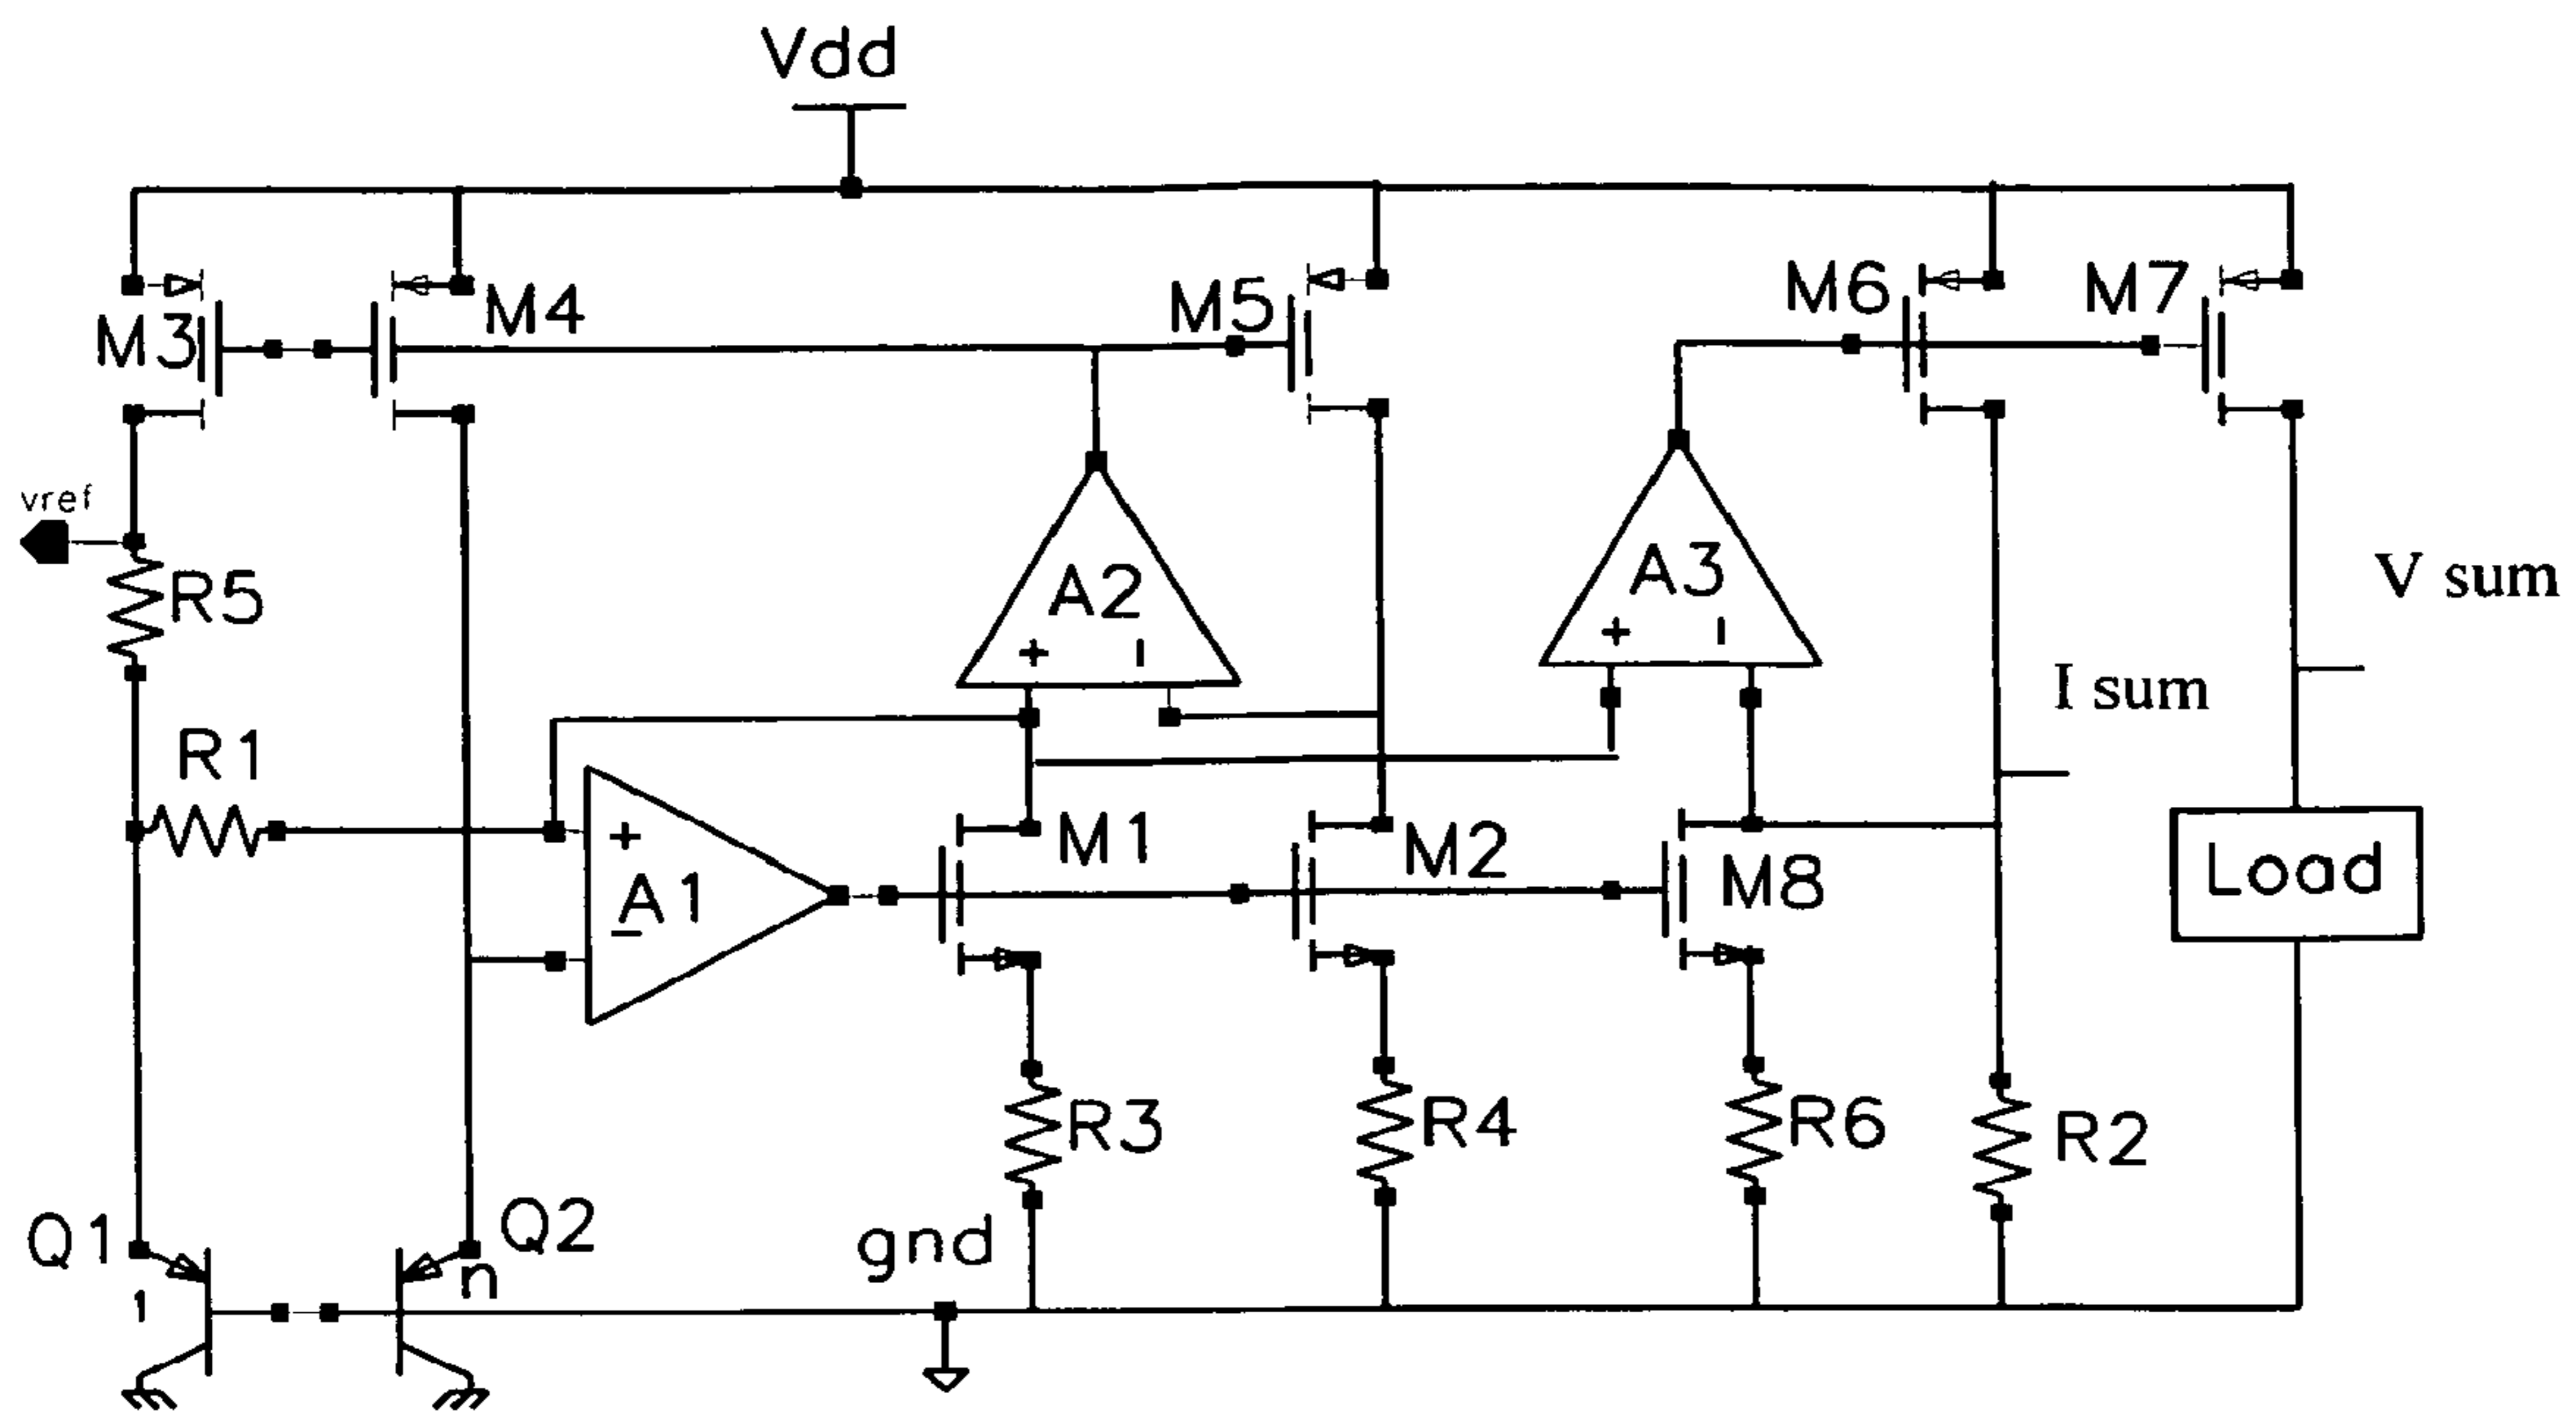 Vdd
M3
M4
M5
M6
M7
vref
R5
A2
+ -
A3
+ -
V sum
I sum
R1
+
A1
-
M1
M2
M8
Load
R3
R4
R6
R2
Q1
1
Q2
n
gnd